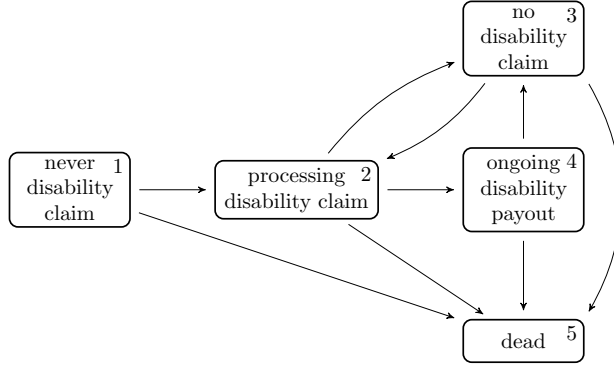 never 1
disability
claim
processing 2
disability claim
no 3
disability
claim
ongoing 4
disability
payout
dead 5